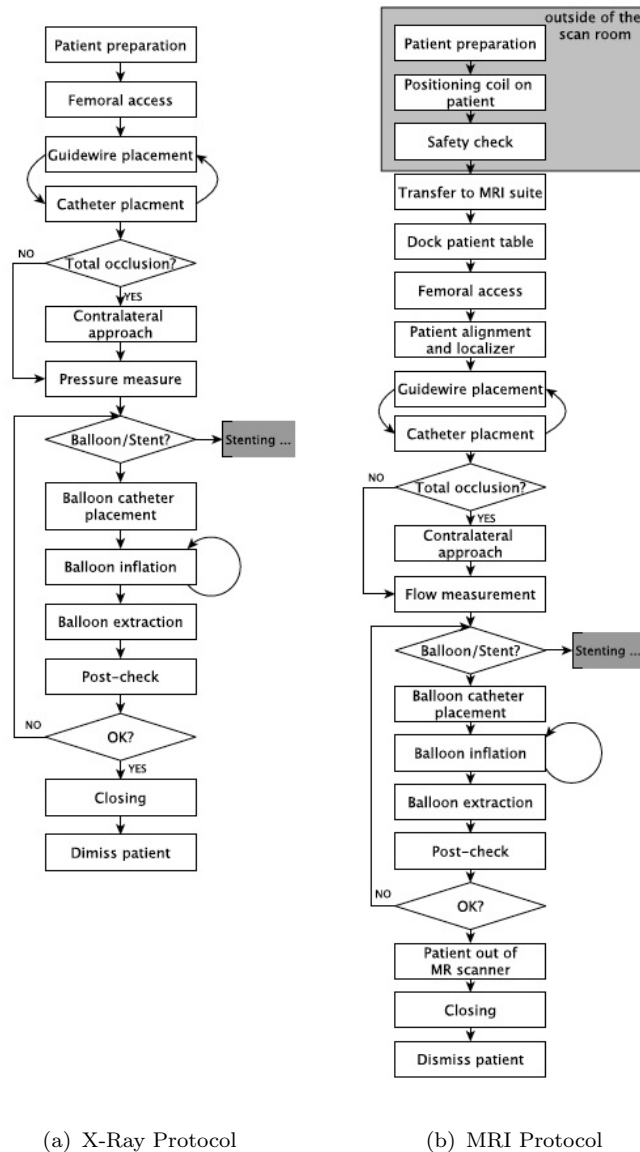 Patient preparation
Femoral access
Guidewire placement
Catheter placment
NO
Total occlusion?
YES
Contralateral
approach
Pressure measure
Balloon/Stent?
Stenting ...
Balloon catheter
placement
Balloon inflation
Balloon extraction
Post-check
NO
OK?
YES
Closing
Dimiss patient
(a) X-Ray Protocol
outside of the
scan room
Patient preparation
Positioning coil on
patient
Safety check
Transfer to MRI suite
Dock patient table
Femoral access
Patient alignment
and localizer
Guidewire placement
Catheter placment
NO
Total occlusion?
YES
Contralateral
approach
Flow measurement
Balloon/Stent?
Stenting ...
Balloon catheter
placement
Balloon inflation
Balloon extraction
Post-check
NO
OK?
Patient out of
MR scanner
Closing
Dismiss patient
(b) MRI Protocol